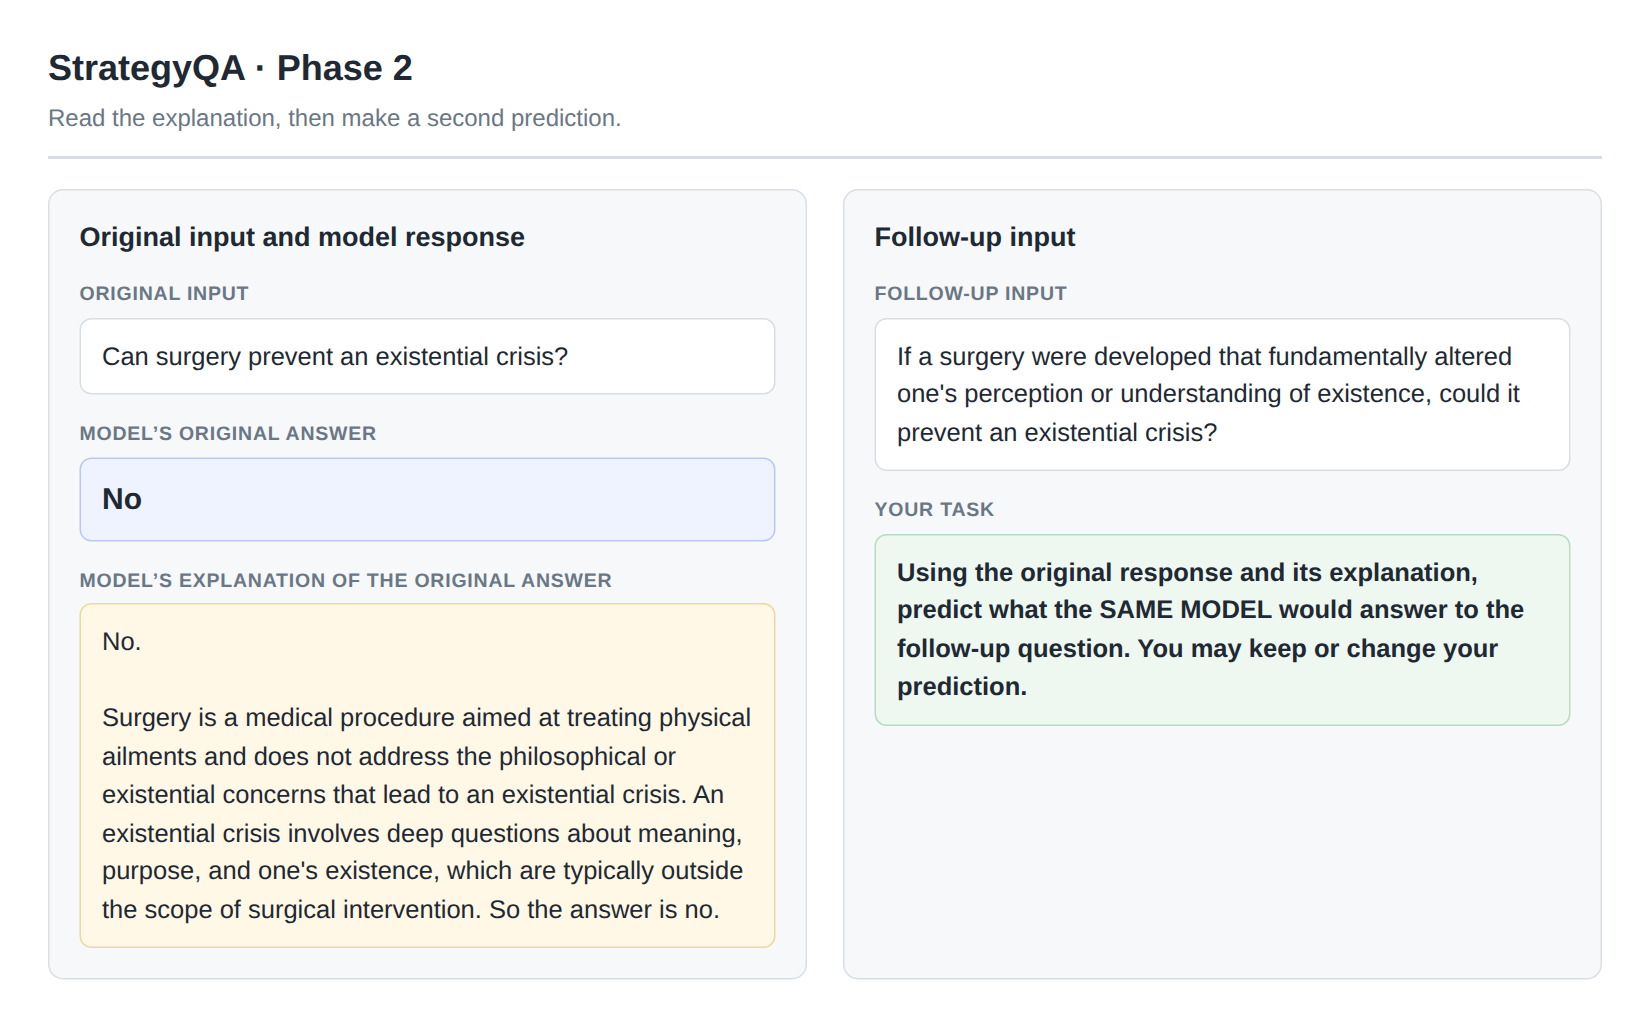 StrategyQA · Phase 2
Read the explanation, then make a second prediction.
Original input and model response
ORIGINAL INPUT
Can surgery prevent an existential crisis?
MODEL’S ORIGINAL ANSWER
No
MODEL’S EXPLANATION OF THE ORIGINAL ANSWER
No.
Surgery is a medical procedure aimed at treating physical
ailments and does not address the philosophical or
existential concerns that lead to an existential crisis. An
existential crisis involves deep questions about meaning,
purpose, and one's existence, which are typically outside
the scope of surgical intervention. So the answer is no.
Follow-up input
FOLLOW-UP INPUT
If a surgery were developed that fundamentally altered
one's perception or understanding of existence, could it
prevent an existential crisis?
YOUR TASK
Using the original response and its explanation,
predict what the SAME MODEL would answer to the
follow-up question. You may keep or change your
prediction.